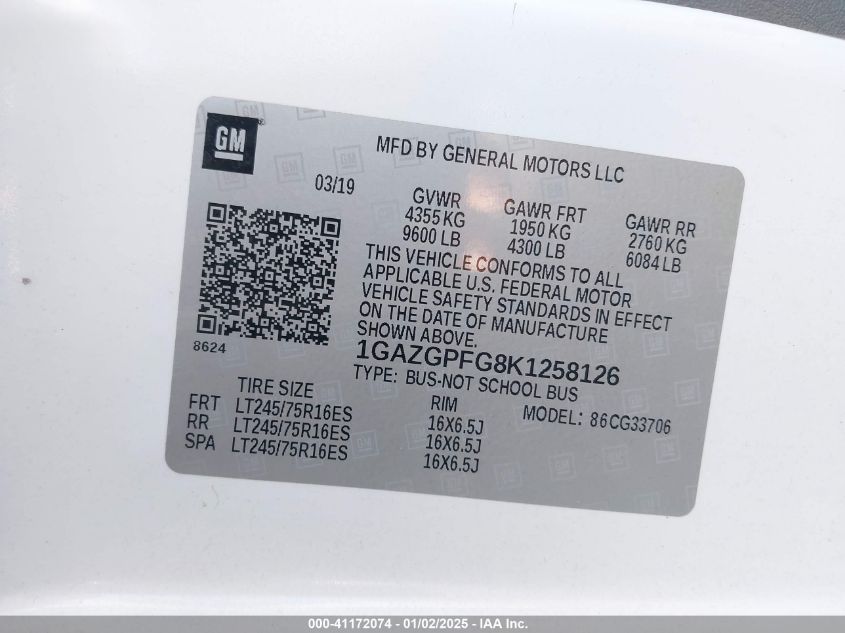 GM
MFD BY GENERAL MOTORS LLC
03/19
GVWR GAWR FRT GAWR RR
4355 KG 1950 KG 2760 KG
9600 LB 4300 LB 6084 LB
THIS VEHICLE CONFORMS TO ALL
APPLICABLE U.S. FEDERAL MOTOR
VEHICLE SAFETY STANDARDS IN EFFECT
ON THE DATE OF MANUFACTURE
SHOWN ABOVE.
8624
1GAZGPFG8K1258126
TYPE: BUS-NOT SCHOOL BUS
TIRE SIZE RIM MODEL: 86CG33706
FRT LT245/75R16ES 16X6.5J
RR LT245/75R16ES 16X6.5J
SPA LT245/75R16ES 16X6.5J
000-41172074 — 01/02/2025 — IAA Inc.